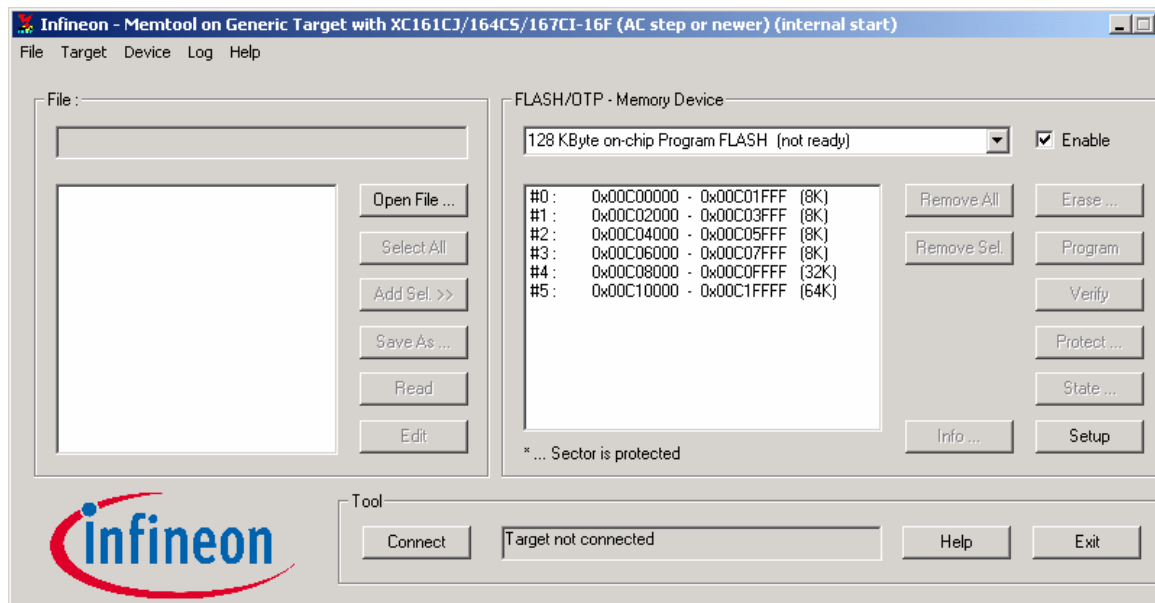 Infineon - Memtool on Generic Target with XC161CJ/164CS/167CI-16F (AC step or newer) (internal start)
File Target Device Log Help
File :
Open File ...
Select All
Add Sel. >>
Save As ...
Read
Edit
FLASH/OTP - Memory Device
128 KByte on-chip Program FLASH (not ready)
Enable
#0 : 0x00C00000 - 0x00C01FFF (8K)
#1 : 0x00C02000 - 0x00C03FFF (8K)
#2 : 0x00C04000 - 0x00C05FFF (8K)
#3 : 0x00C06000 - 0x00C07FFF (8K)
#4 : 0x00C08000 - 0x00C0FFFF (32K)
#5 : 0x00C10000 - 0x00C1FFFF (64K)
* ... Sector is protected
Remove All
Remove Sel.
Info ...
Erase ...
Program
Verify
Protect ...
State ...
Setup
infineon
Tool
Connect
Target not connected
Help
Exit